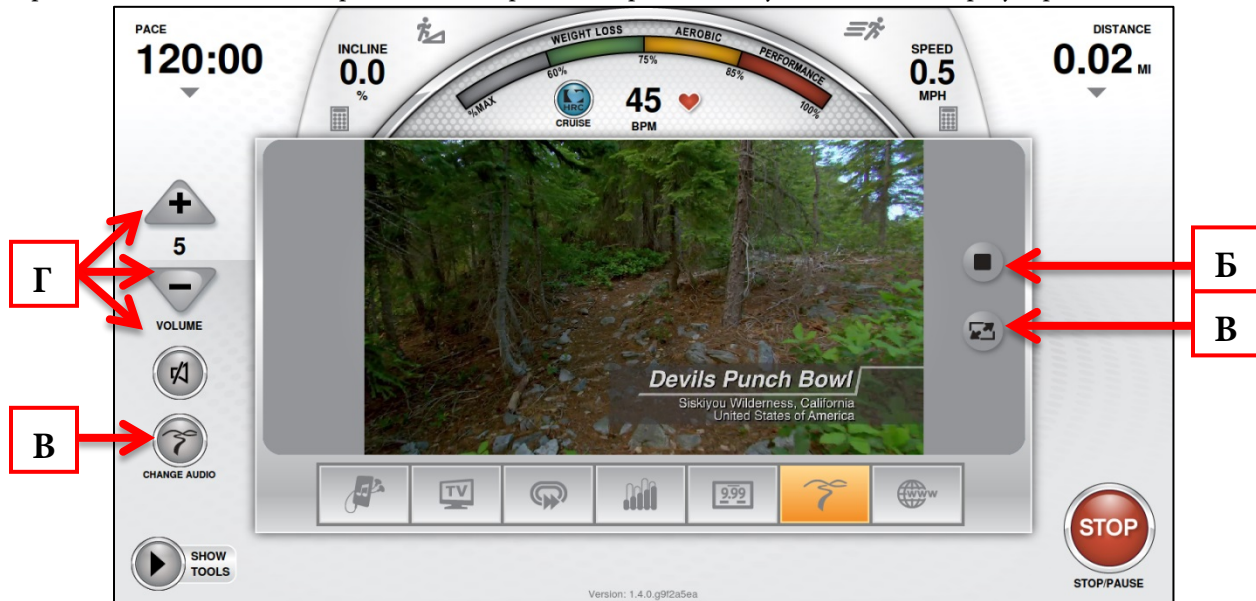 PACE
120:00
INCLINE
0.0
%
%MAX
60%
WEIGHT LOSS
75%
AEROBIC
85%
PERFORMANCE
100%
HRC
CRUISE
45
BPM
SPEED
0.5
MPH
DISTANCE
0.02 MI
+
5
−
VOLUME
Г
Б
В
В
CHANGE AUDIO
Devils Punch Bowl
Siskiyou Wilderness, California
United States of America
TV
9.99
www
SHOW
TOOLS
STOP
STOP/PAUSE
Version: 1.4.0.g9f2a5ea